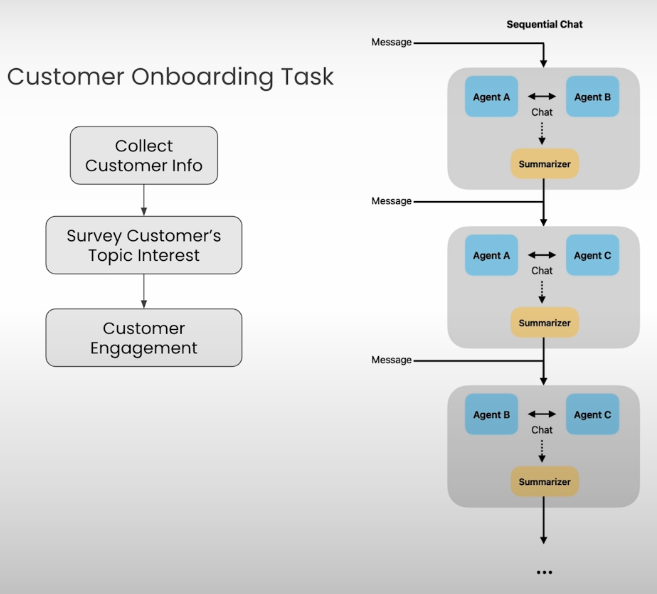 Customer Onboarding Task
Collect
Customer Info
Survey Customer's
Topic Interest
Customer
Engagement
Sequential Chat
Message
Agent A
Agent B
Chat
Summarizer
Message
Agent A
Agent C
Chat
Summarizer
Message
Agent B
Agent C
Chat
Summarizer
...